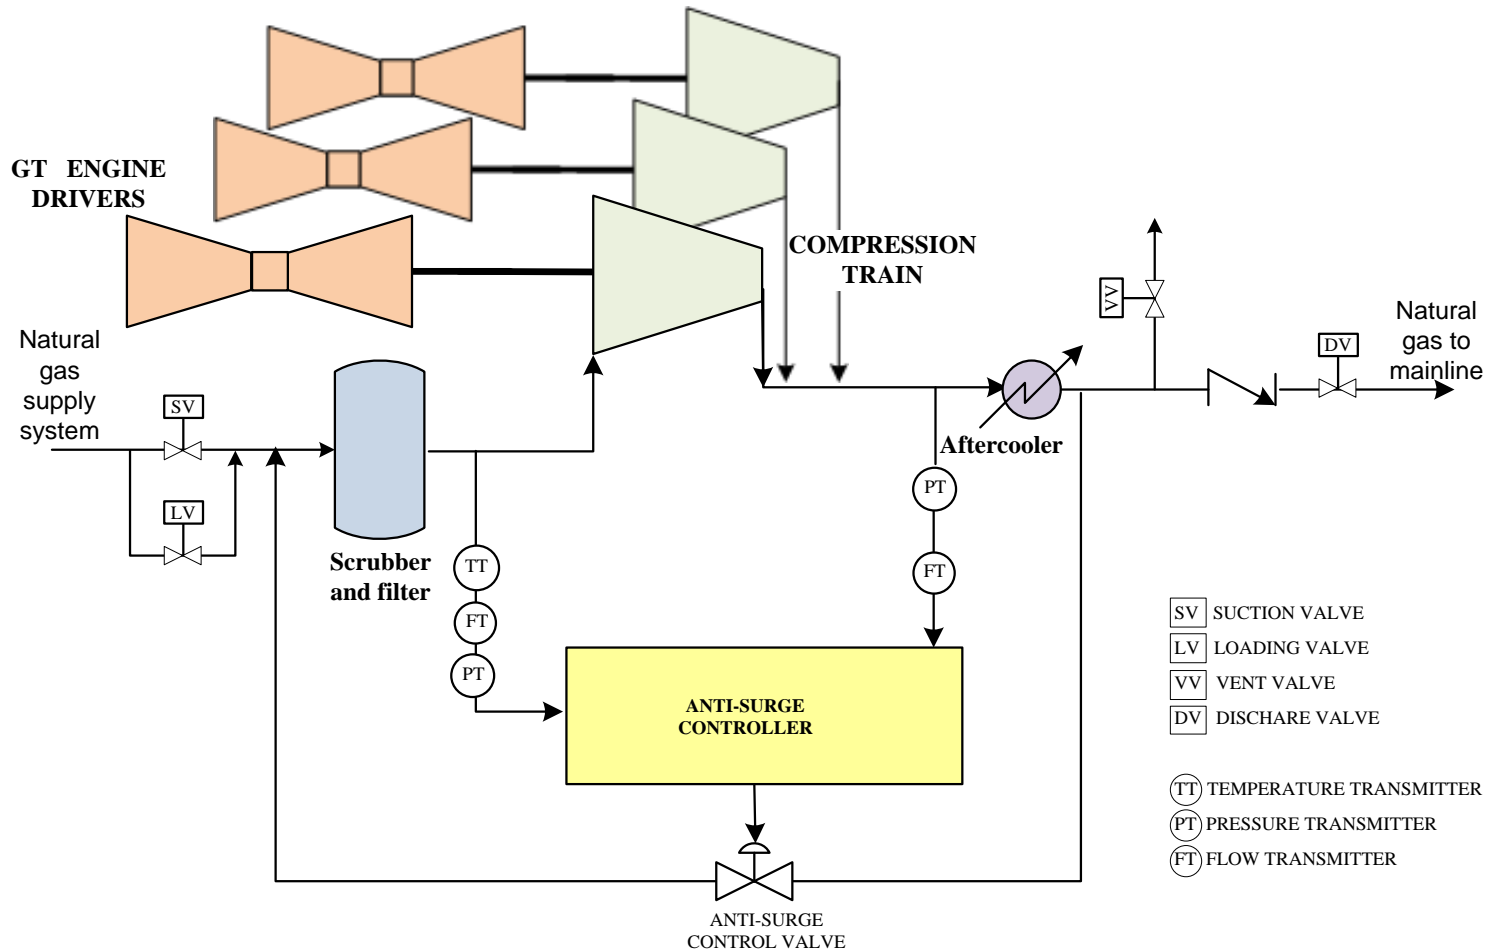 GT ENGINE
DRIVERS
COMPRESSION
TRAIN
VV
Natural
gas to
mainline
DV
Natural
gas
supply
system
SV
LV
Scrubber
and filter
Aftercooler
TT
FT
PT
PT
FT
ANTI-SURGE
CONTROLLER
ANTI-SURGE
CONTROL VALVE
SV SUCTION VALVE
LV LOADING VALVE
VV VENT VALVE
DV DISCHARE VALVE
TT TEMPERATURE TRANSMITTER
PT PRESSURE TRANSMITTER
FT FLOW TRANSMITTER